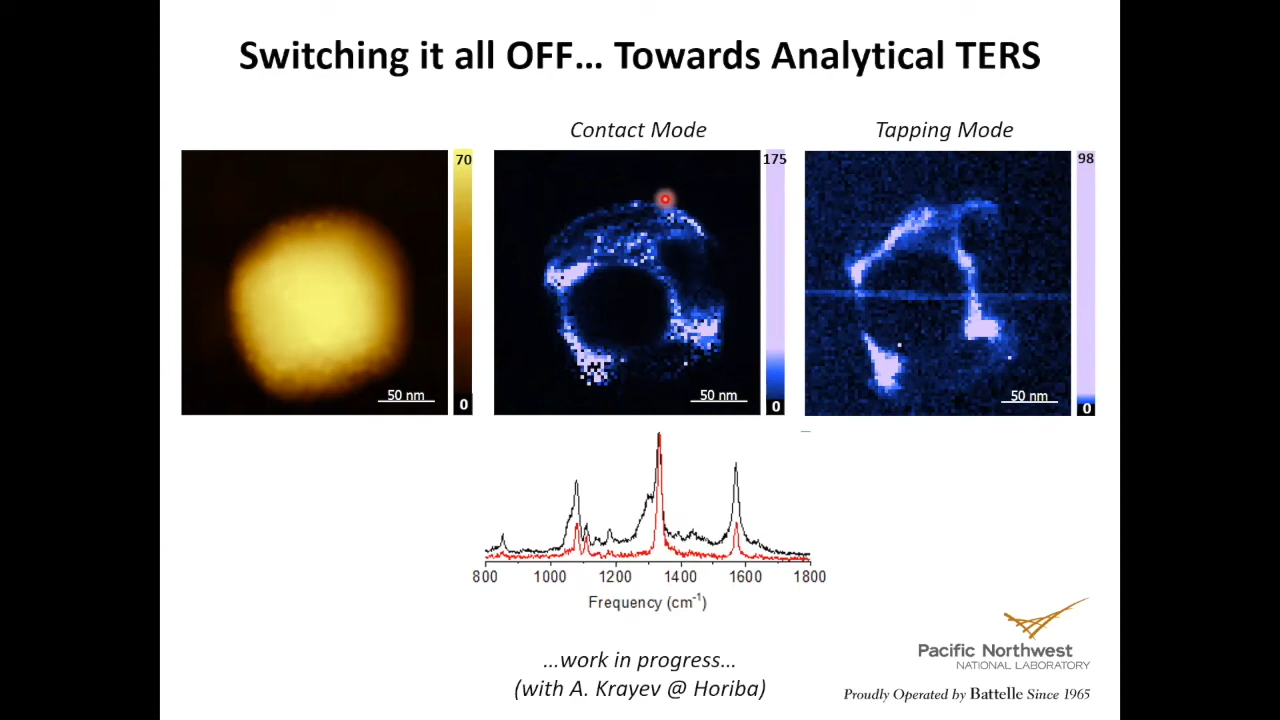 Switching it all OFF... Towards Analytical TERS
Contact Mode
Tapping Mode
70
0
50 nm
175
0
50 nm
98
0
50 nm
800 1000 1200 1400 1600 1800
Frequency (cm⁻¹)
...work in progress...
(with A. Krayev @ Horiba)
Pacific Northwest
NATIONAL LABORATORY
Proudly Operated by Battelle Since 1965